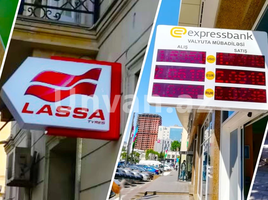 LASSA
TYRES
expressbank
VALYUTA MÜBADİLƏSİ
ALIŞ SATIŞ